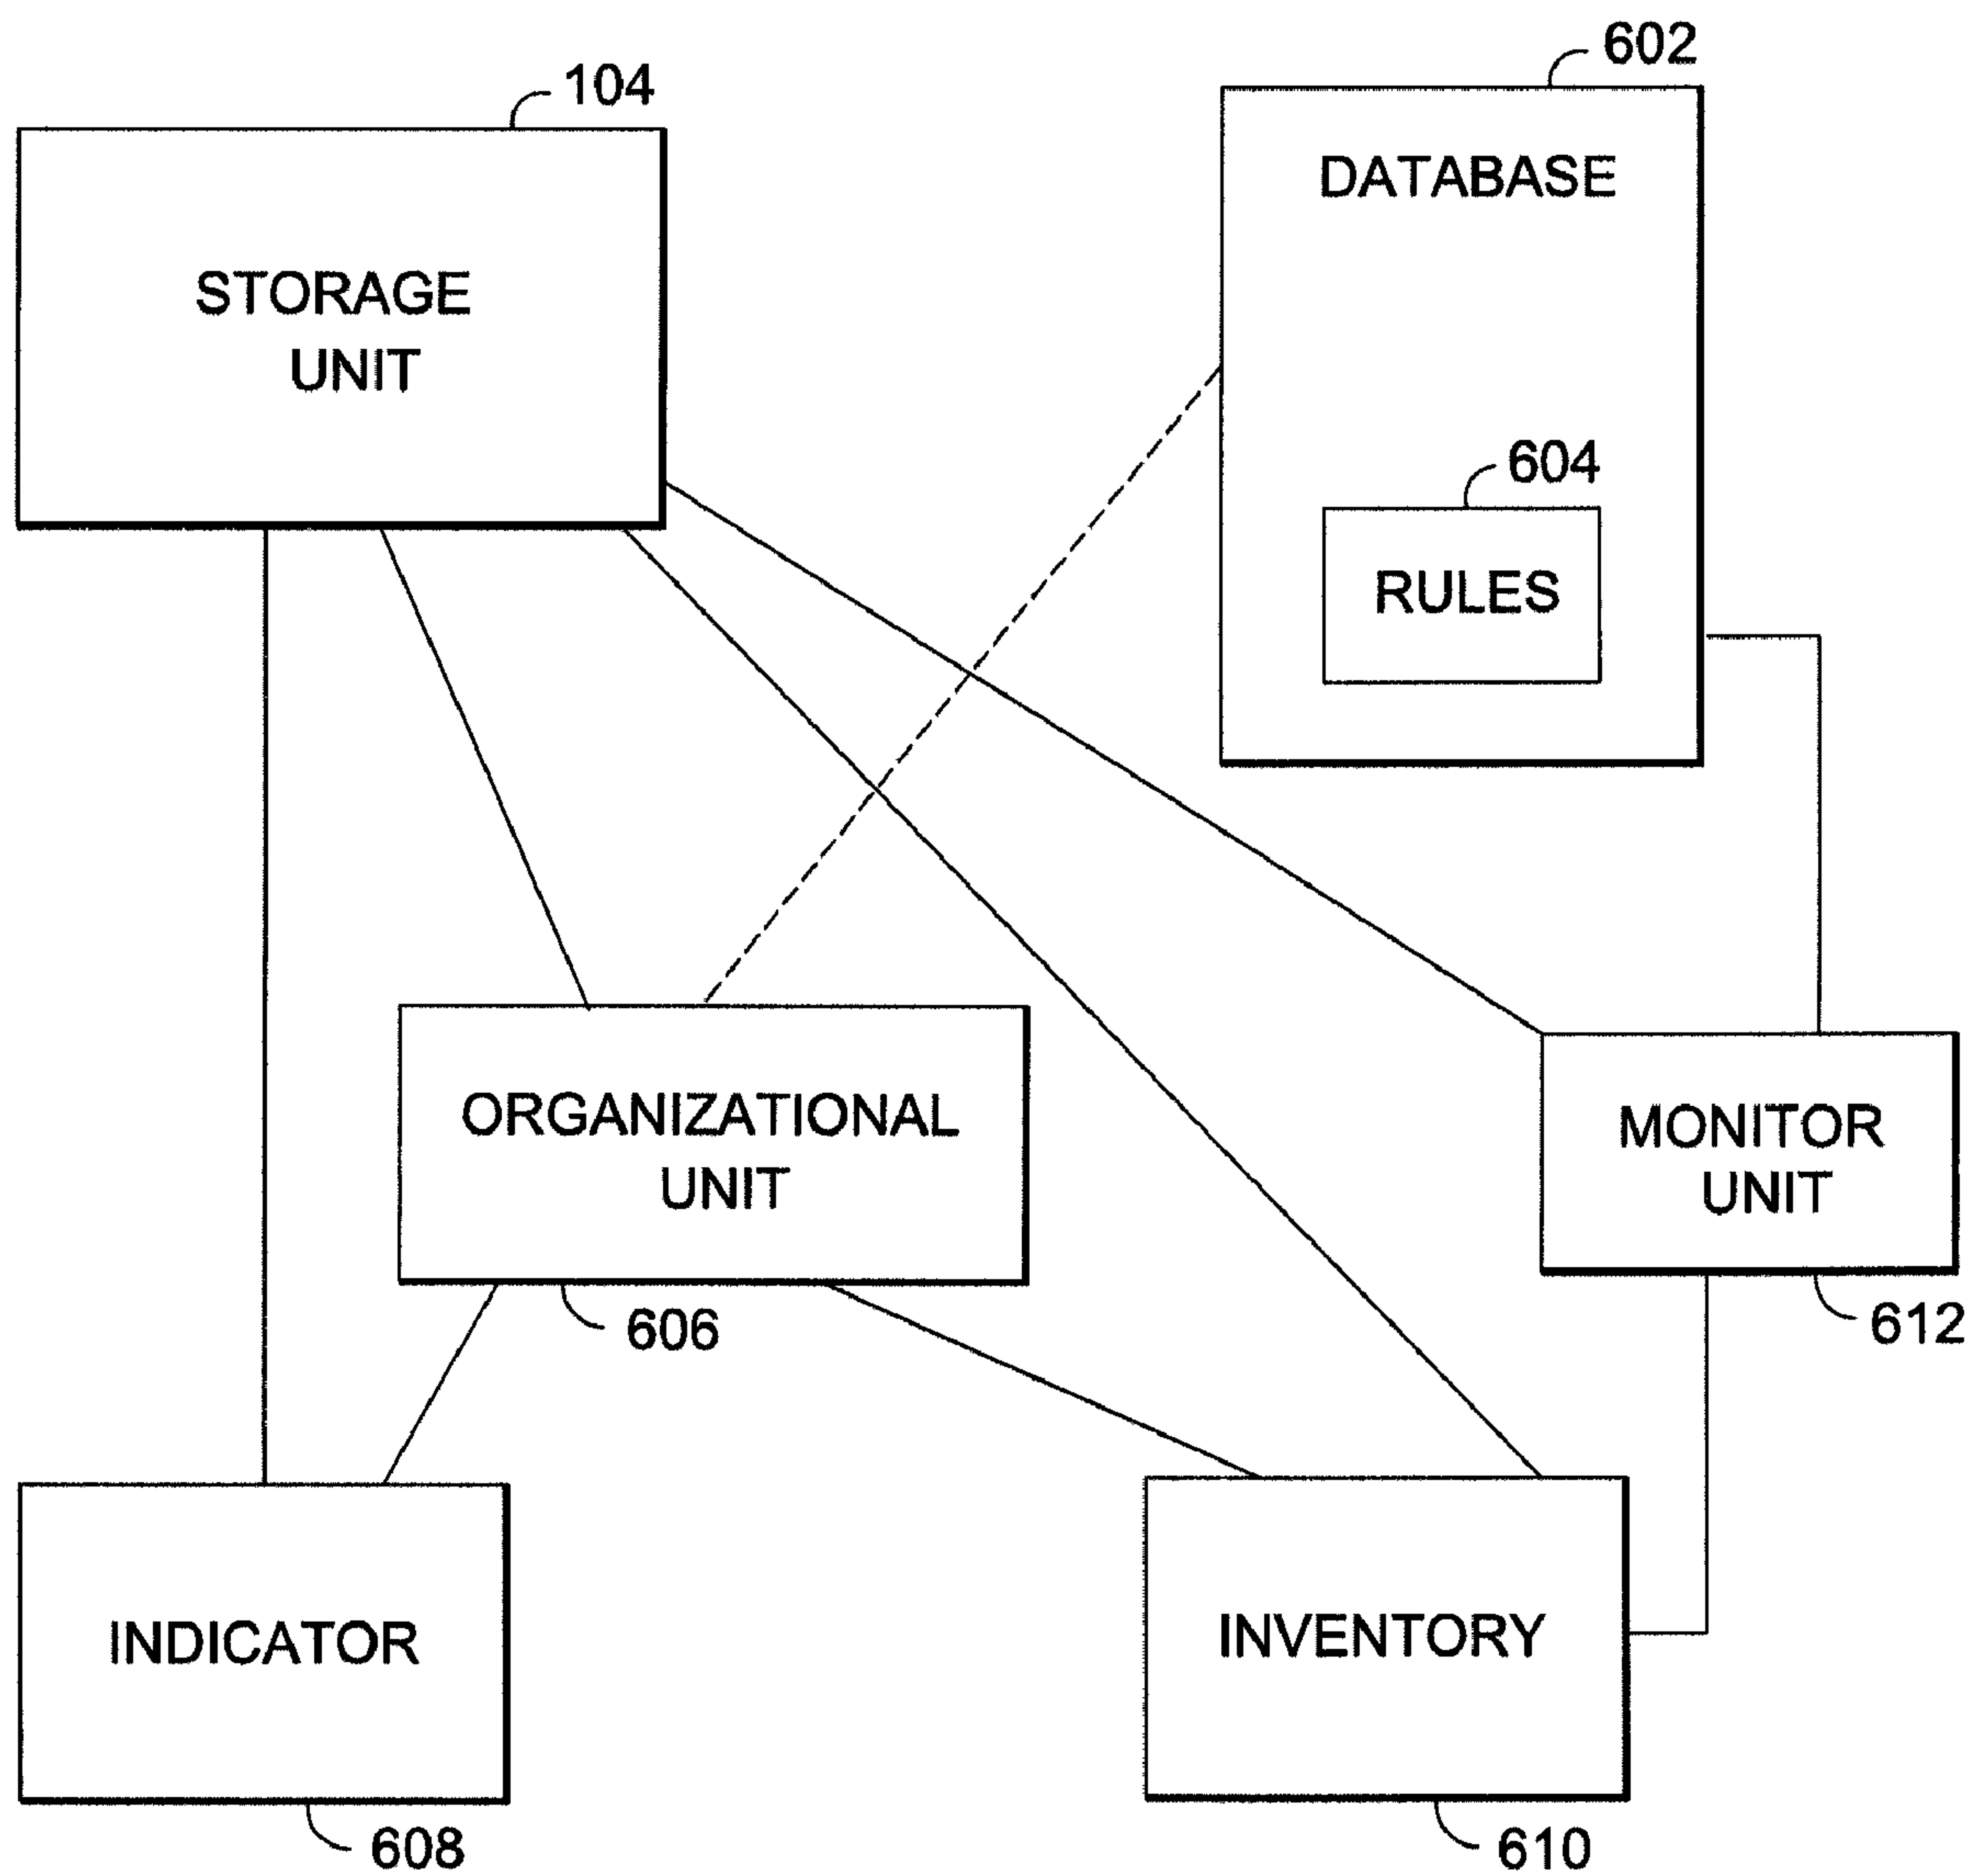 602
104
DATABASE
STORAGE
UNIT
604
RULES
ORGANIZATIONAL
UNIT
MONITOR
UNIT
606
612
INDICATOR
INVENTORY
608
610